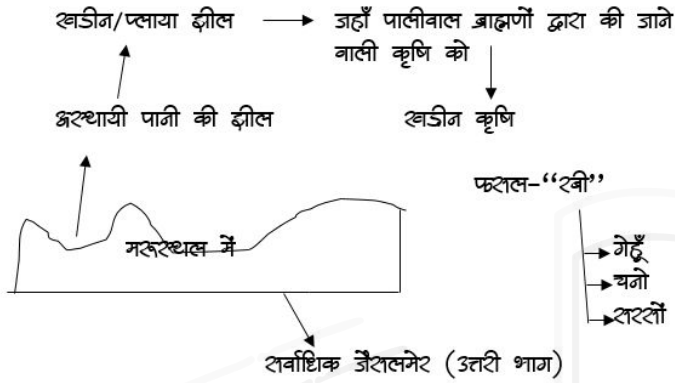 खडीन/प्लाया झील → जहाँ पालीवाल ब्राह्मणों द्वारा की जाने
वाली कृषि को
अस्थायी पानी की झील
खडीन कृषि
फसल-“रबी”
मरूस्थल में
गेहूँ
चनो
सरसों
सर्वाधिक जैसलमेर (उत्तरी भाग)